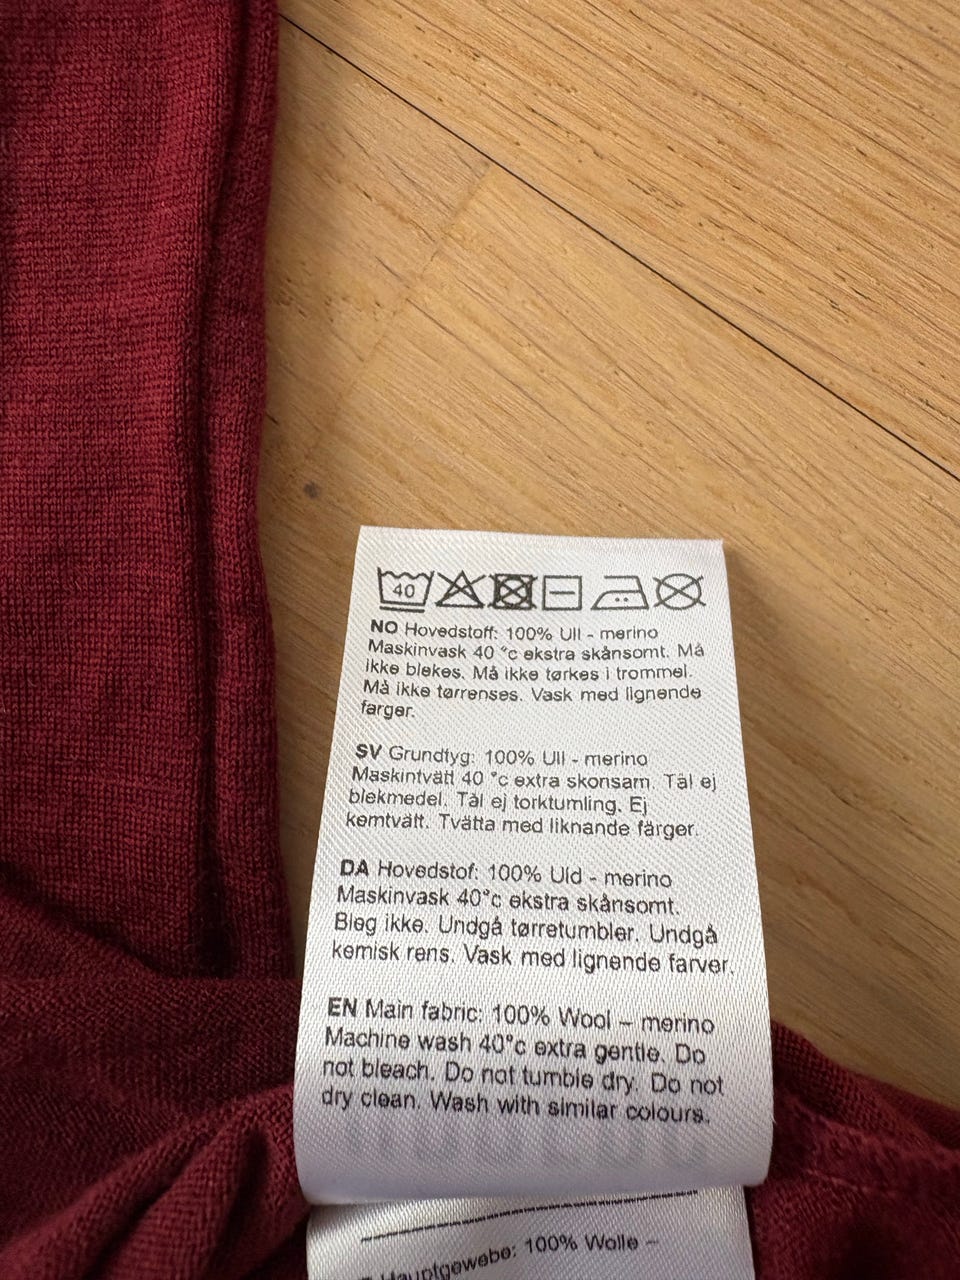 40
NO Hovedstoff: 100% Ull - merino
Maskinvask 40 °c ekstra skånsomt. Må
ikke blekes. Må ikke tørkes i trommel.
Må ikke tørrenses. Vask med lignende
farger.
SV Grundtyg: 100% Ull - merino
Maskintvätt 40 °c extra skonsam. Tål ej
blekmedel. Tål ej torktumling. Ej
kemtvätt. Tvätta med liknande färger.
DA Hovedstof: 100% Uld - merino
Maskinvask 40°c ekstra skånsomt.
Bleg ikke. Undgå tørretumbler. Undgå
kemisk rens. Vask med lignende farver.
EN Main fabric: 100% Wool – merino
Machine wash 40°c extra gentle. Do
not bleach. Do not tumble dry. Do not
dry clean. Wash with similar colours.
Hauptgewebe: 100% Wolle –